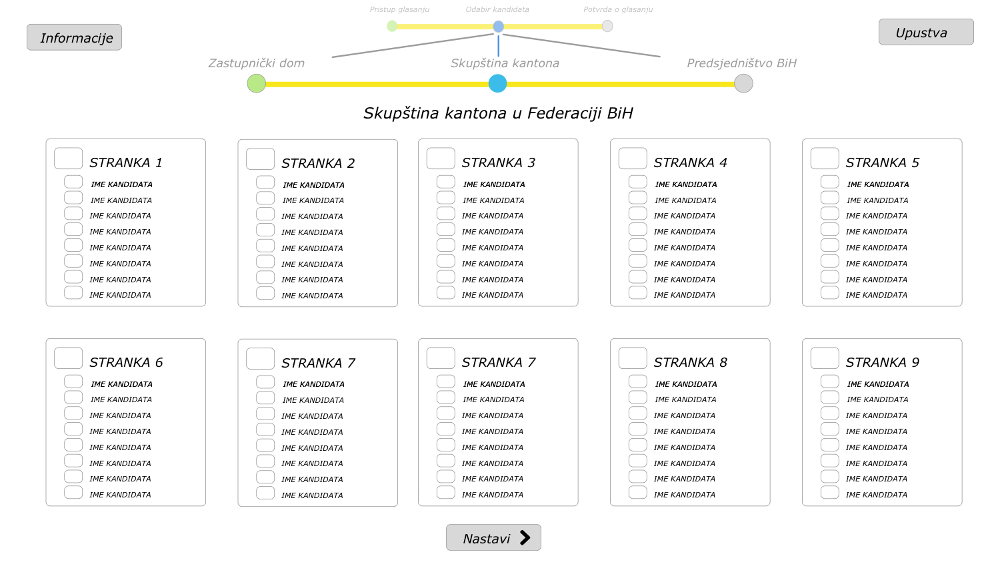 Pristup glasanju
Odabir kandidata
Potvrda o glasanju
Informacije
Upustva
Zastupnički dom
Skupština kantona
Predsjedništvo BiH
Skupština kantona u Federaciji BiH
STRANKA 1
IME KANDIDATA
IME KANDIDATA
IME KANDIDATA
IME KANDIDATA
IME KANDIDATA
IME KANDIDATA
IME KANDIDATA
IME KANDIDATA
STRANKA 2
IME KANDIDATA
IME KANDIDATA
IME KANDIDATA
IME KANDIDATA
IME KANDIDATA
IME KANDIDATA
IME KANDIDATA
IME KANDIDATA
STRANKA 3
IME KANDIDATA
IME KANDIDATA
IME KANDIDATA
IME KANDIDATA
IME KANDIDATA
IME KANDIDATA
IME KANDIDATA
IME KANDIDATA
STRANKA 4
IME KANDIDATA
IME KANDIDATA
IME KANDIDATA
IME KANDIDATA
IME KANDIDATA
IME KANDIDATA
IME KANDIDATA
IME KANDIDATA
STRANKA 5
IME KANDIDATA
IME KANDIDATA
IME KANDIDATA
IME KANDIDATA
IME KANDIDATA
IME KANDIDATA
IME KANDIDATA
IME KANDIDATA
STRANKA 6
IME KANDIDATA
IME KANDIDATA
IME KANDIDATA
IME KANDIDATA
IME KANDIDATA
IME KANDIDATA
IME KANDIDATA
IME KANDIDATA
STRANKA 7
IME KANDIDATA
IME KANDIDATA
IME KANDIDATA
IME KANDIDATA
IME KANDIDATA
IME KANDIDATA
IME KANDIDATA
IME KANDIDATA
STRANKA 7
IME KANDIDATA
IME KANDIDATA
IME KANDIDATA
IME KANDIDATA
IME KANDIDATA
IME KANDIDATA
IME KANDIDATA
IME KANDIDATA
STRANKA 8
IME KANDIDATA
IME KANDIDATA
IME KANDIDATA
IME KANDIDATA
IME KANDIDATA
IME KANDIDATA
IME KANDIDATA
IME KANDIDATA
STRANKA 9
IME KANDIDATA
IME KANDIDATA
IME KANDIDATA
IME KANDIDATA
IME KANDIDATA
IME KANDIDATA
IME KANDIDATA
IME KANDIDATA
Nastavi